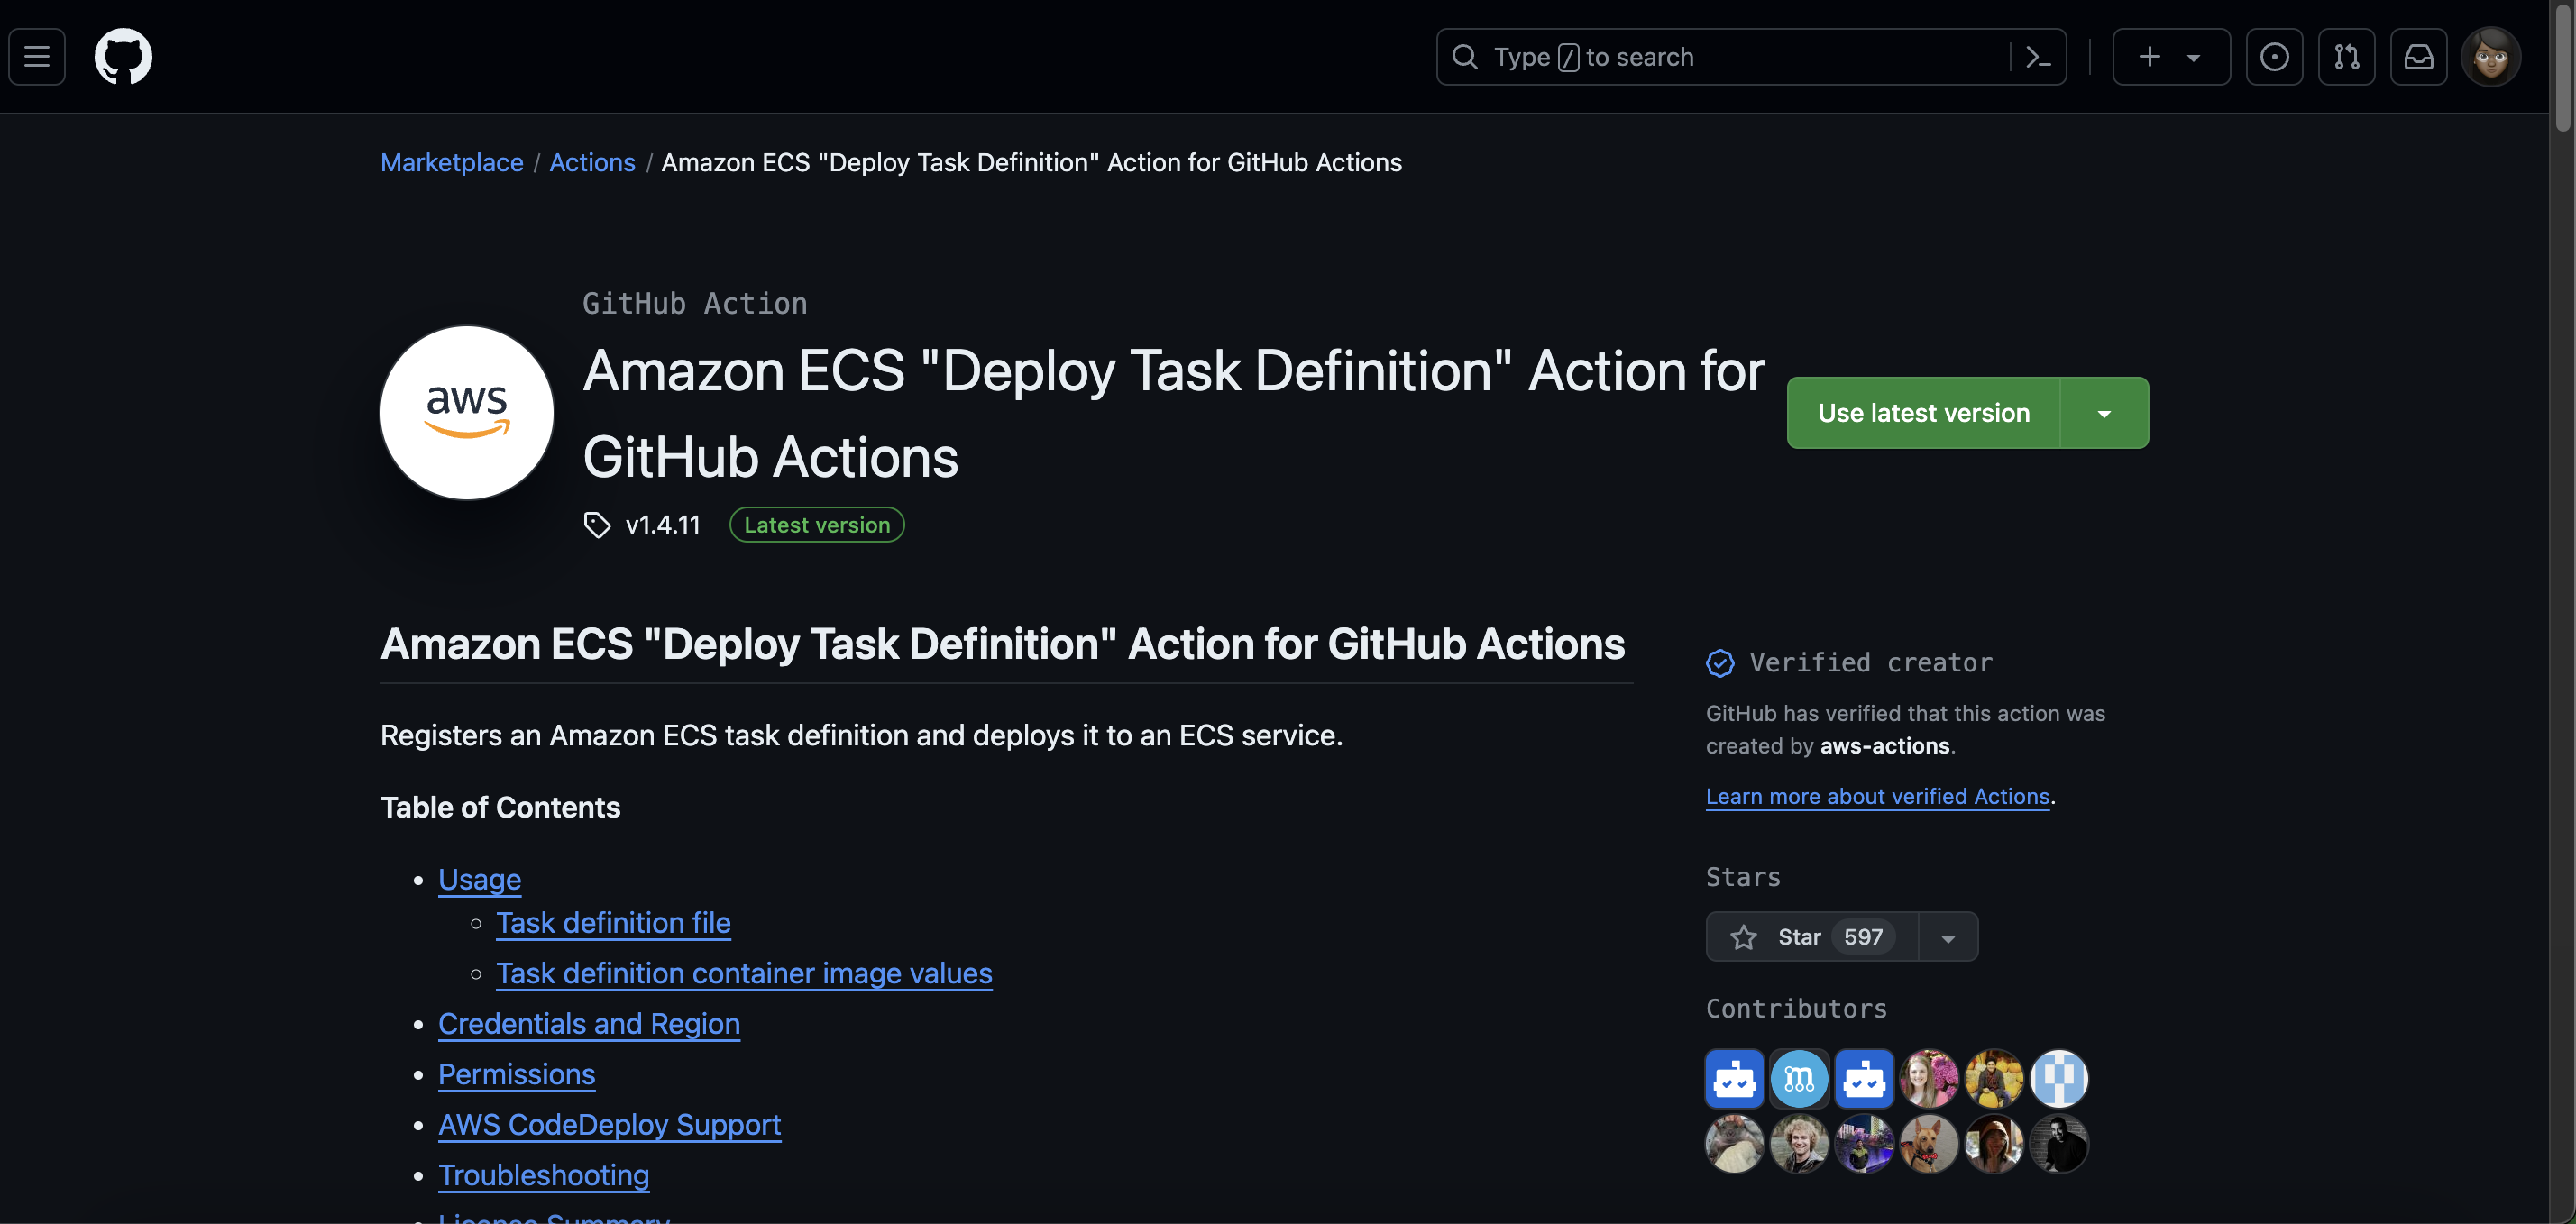 Type / to search
Marketplace / Actions / Amazon ECS "Deploy Task Definition" Action for GitHub Actions
GitHub Action
aws
Amazon ECS "Deploy Task Definition" Action for
GitHub Actions
Use latest version
v1.4.11 Latest version
Amazon ECS "Deploy Task Definition" Action for GitHub Actions
Registers an Amazon ECS task definition and deploys it to an ECS service.
Table of Contents
Usage
Task definition file
Task definition container image values
Credentials and Region
Permissions
AWS CodeDeploy Support
Troubleshooting
License Summary
Verified creator
GitHub has verified that this action was
created by aws-actions.
Learn more about verified Actions.
Stars
Star 597
Contributors